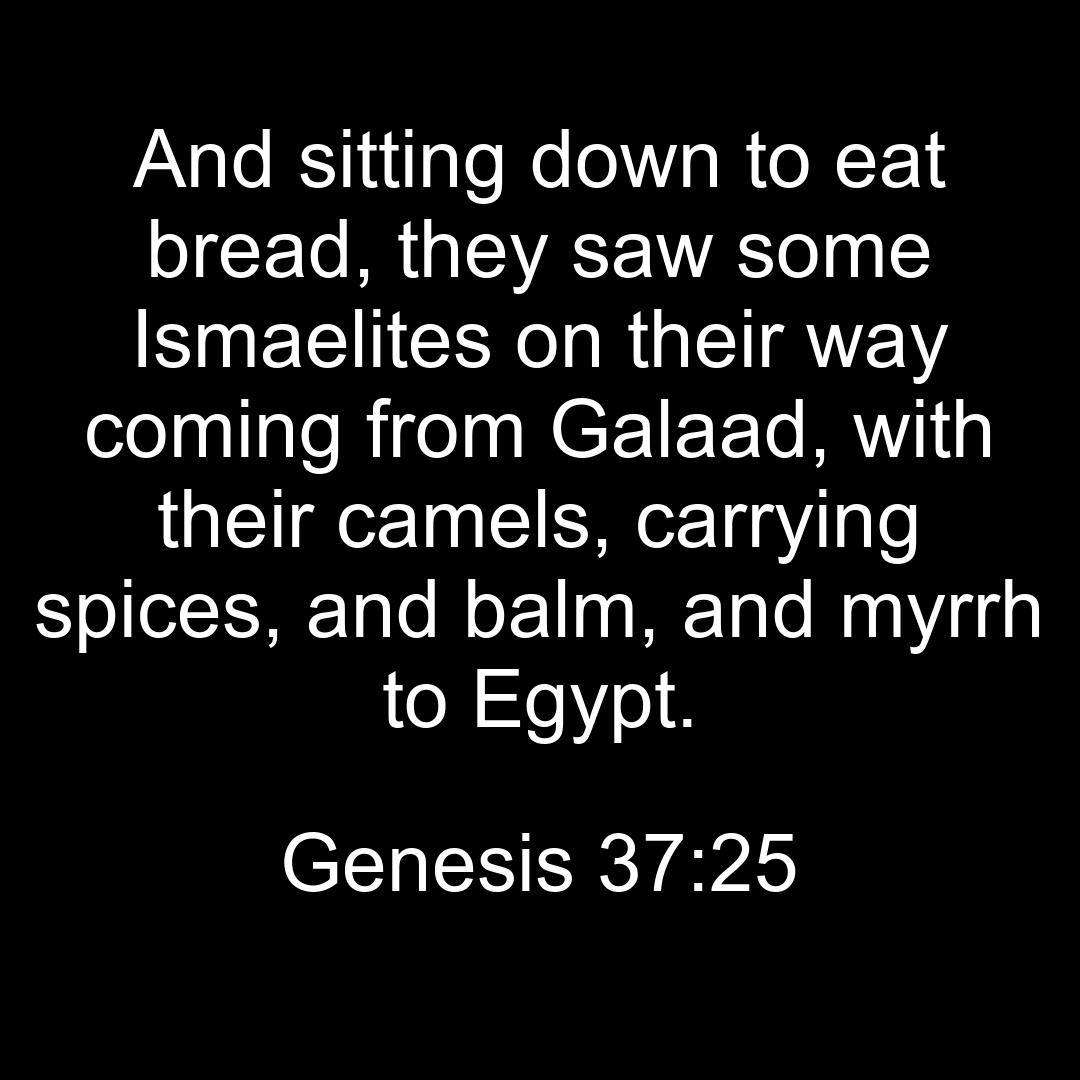 And sitting down to eat
bread, they saw some
Ismaelites on their way
coming from Galaad, with
their camels, carrying
spices, and balm, and myrrh
to Egypt.
Genesis 37:25